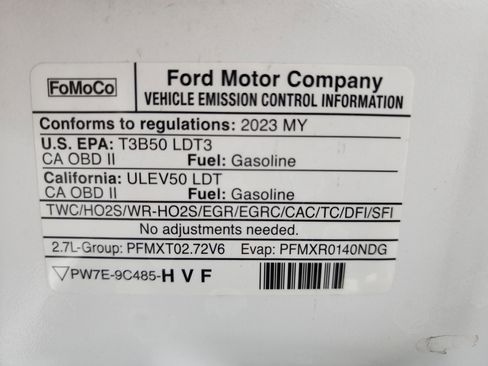 FoMoCo
Ford Motor Company
VEHICLE EMISSION CONTROL INFORMATION
Conforms to regulations: 2023 MY
U.S. EPA: T3B50 LDT3
CA OBD II Fuel: Gasoline
California: ULEV50 LDT
CA OBD II Fuel: Gasoline
TWC/HO2S/WR-HO2S/EGR/EGRC/CAC/TC/DFI/SFI
No adjustments needed.
2.7L-Group: PFMXT02.72V6 Evap: PFMXR0140NDG
▽PW7E-9C485-H V F